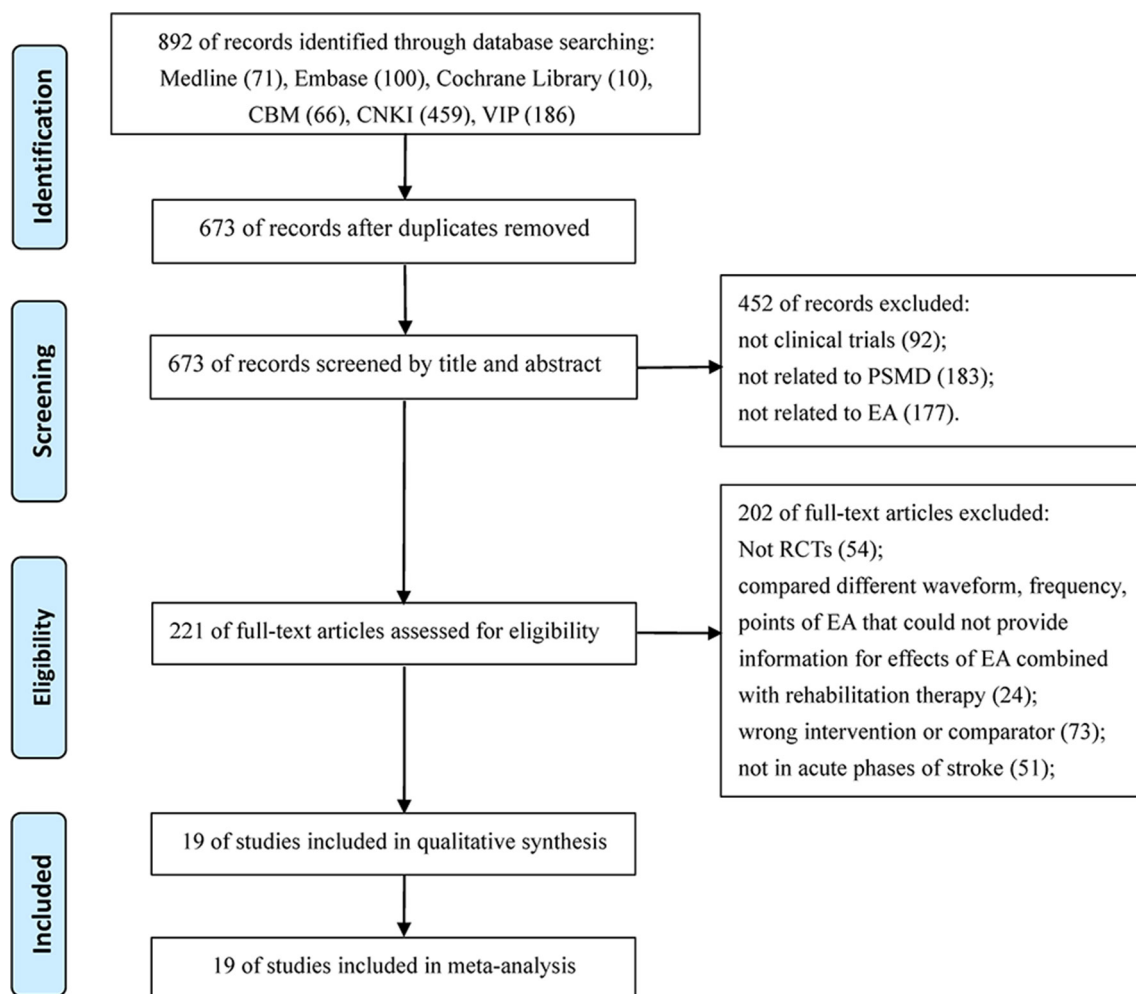 Identification
892 of records identified through database searching:
Medline (71), Embase (100), Cochrane Library (10),
CBM (66), CNKI (459), VIP (186)
673 of records after duplicates removed
Screening
673 of records screened by title and abstract
452 of records excluded:
not clinical trials (92);
not related to PSMD (183);
not related to EA (177).
Eligibility
221 of full-text articles assessed for eligibility
202 of full-text articles excluded:
Not RCTs (54);
compared different waveform, frequency,
points of EA that could not provide
information for effects of EA combined
with rehabilitation therapy (24);
wrong intervention or comparator (73);
not in acute phases of stroke (51);
Included
19 of studies included in qualitative synthesis
19 of studies included in meta-analysis